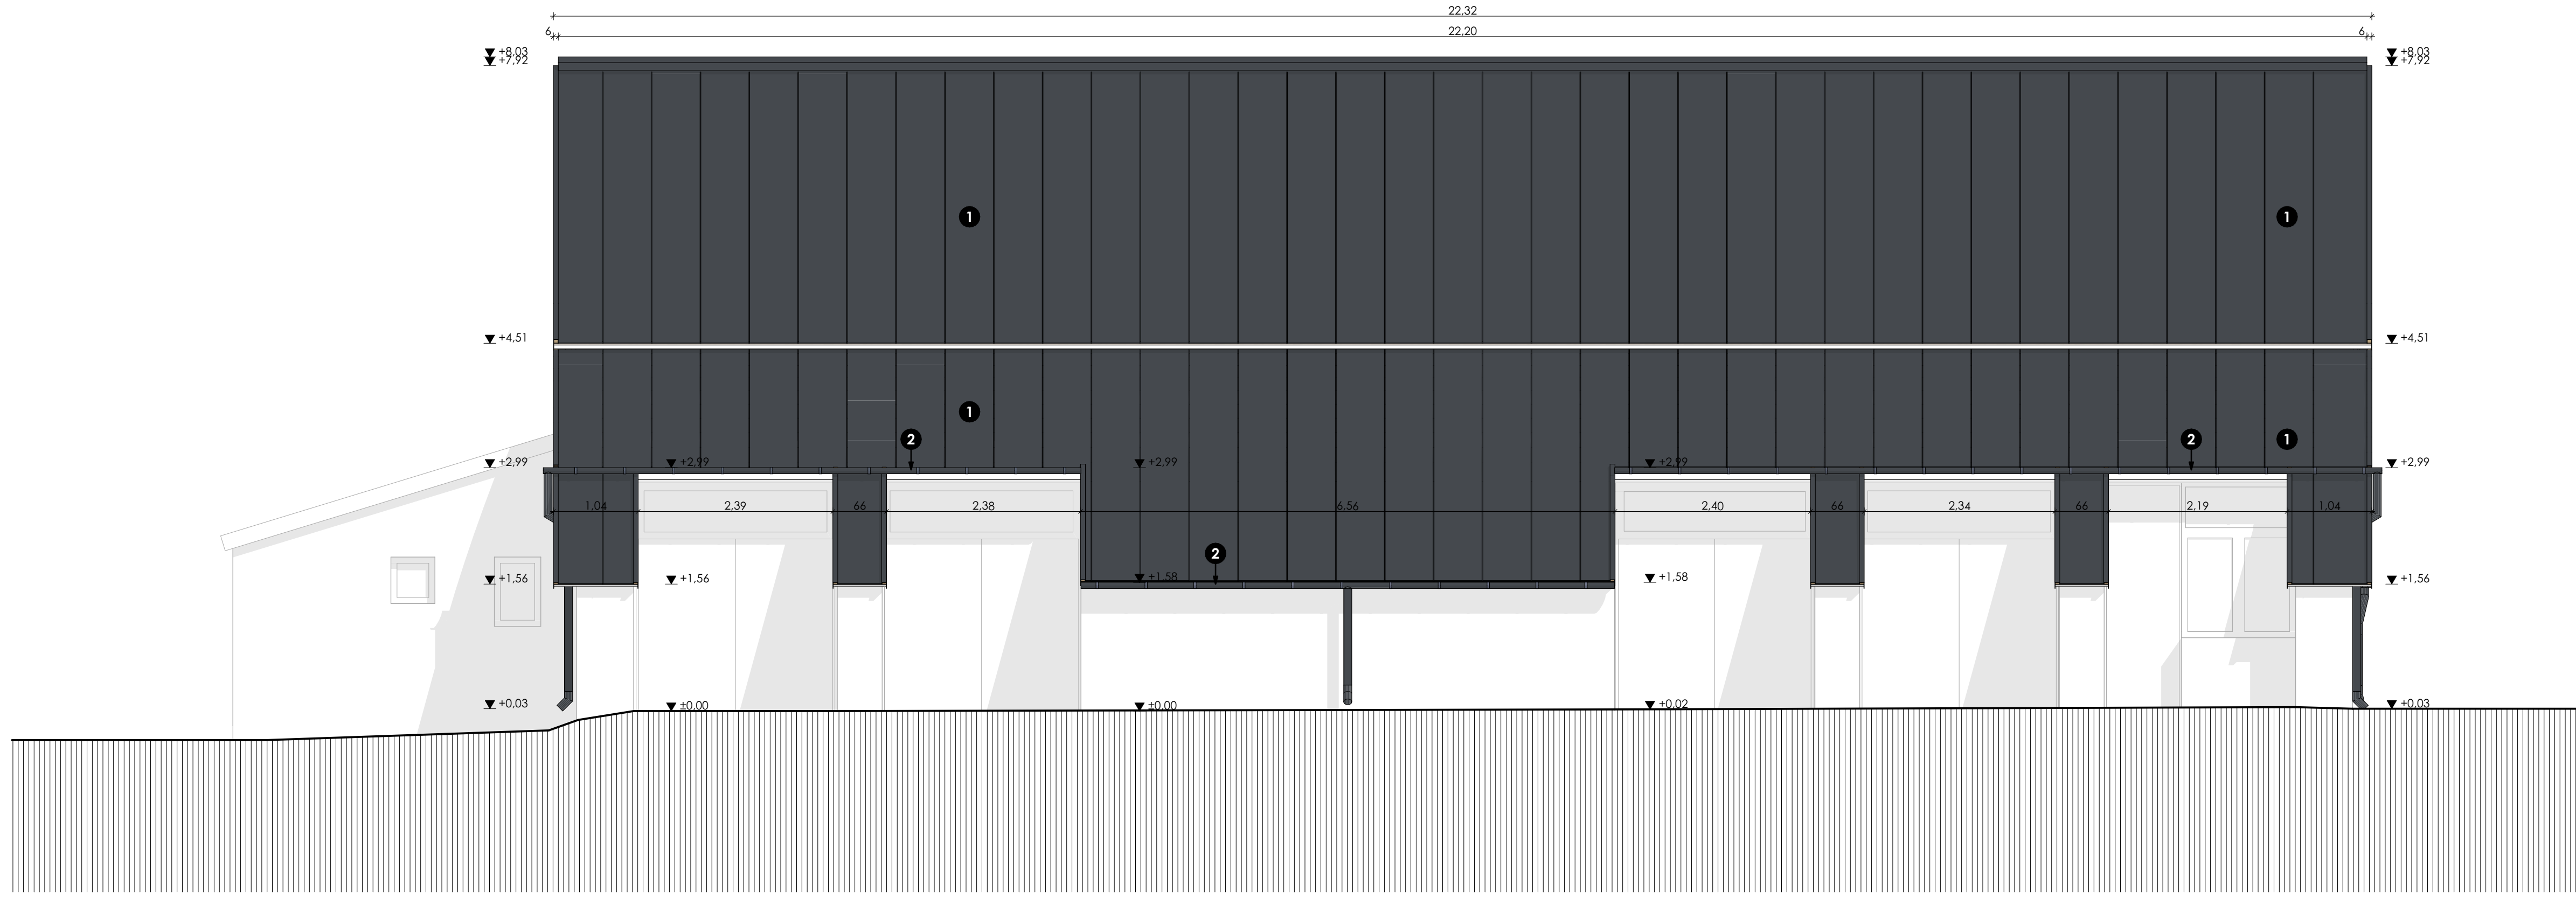 22,32
6 22,20 6
+8,03 +8,03
+7,92 +7,92
1 1
+4,51 +4,51
1
2 2 1
+2,99 +2,99 +2,99 +2,99 +2,99
1,04 2,39 66 2,38 6,56 2,40 66 2,34 66 2,19 1,04
2
+1,56 +1,56 +1,58 +1,58 +1,56
+0,03 ±0,00 ±0,00 +0,02 +0,03